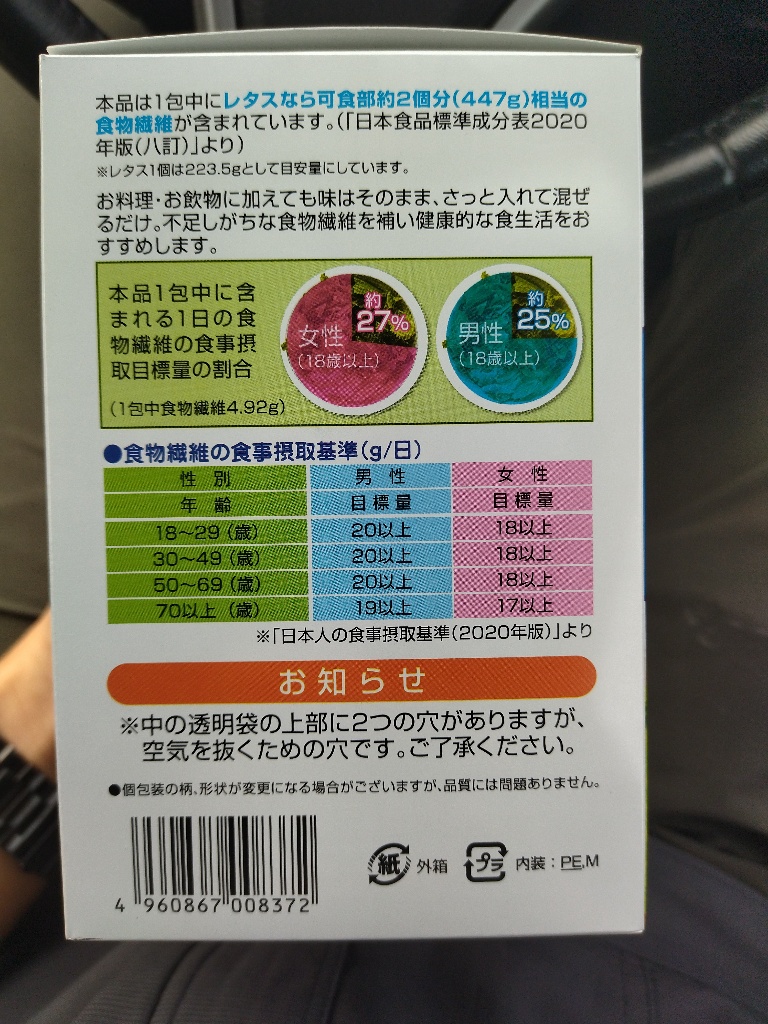 本品は1包中にレタスなら可食部約2個分(447g)相当の
食物繊維が含まれています。(「日本食品標準成分表2020
年版(八訂)」より)
※レタス1個は223.5gとして目安量にしています。
お料理・お飲物に加えても味はそのまま、さっと入れて混ぜ
るだけ。不足しがちな食物繊維を補い健康的な食生活をお
すすめします。
本品1包中に含
まれる1日の食
物繊維の食事摂
取目標量の割合
(1包中食物繊維4.92g)
約
27%
女性
(18歳以上)
約
25%
男性
(18歳以上)
●食物繊維の食事摂取基準(g/日)
性別 男性 女性
年齢 目標量 目標量
18〜29(歳) 20以上 18以上
30〜49(歳) 20以上 18以上
50〜69(歳) 20以上 18以上
70以上(歳) 19以上 17以上
※「日本人の食事摂取基準(2020年版)」より
お知らせ
※中の透明袋の上部に2つの穴がありますが、
空気を抜くための穴です。ご了承ください。
●個包装の柄、形状が変更になる場合がございますが、品質には問題ありません。
紙 外箱 プラ 内装:PE,M
4 960867 008372